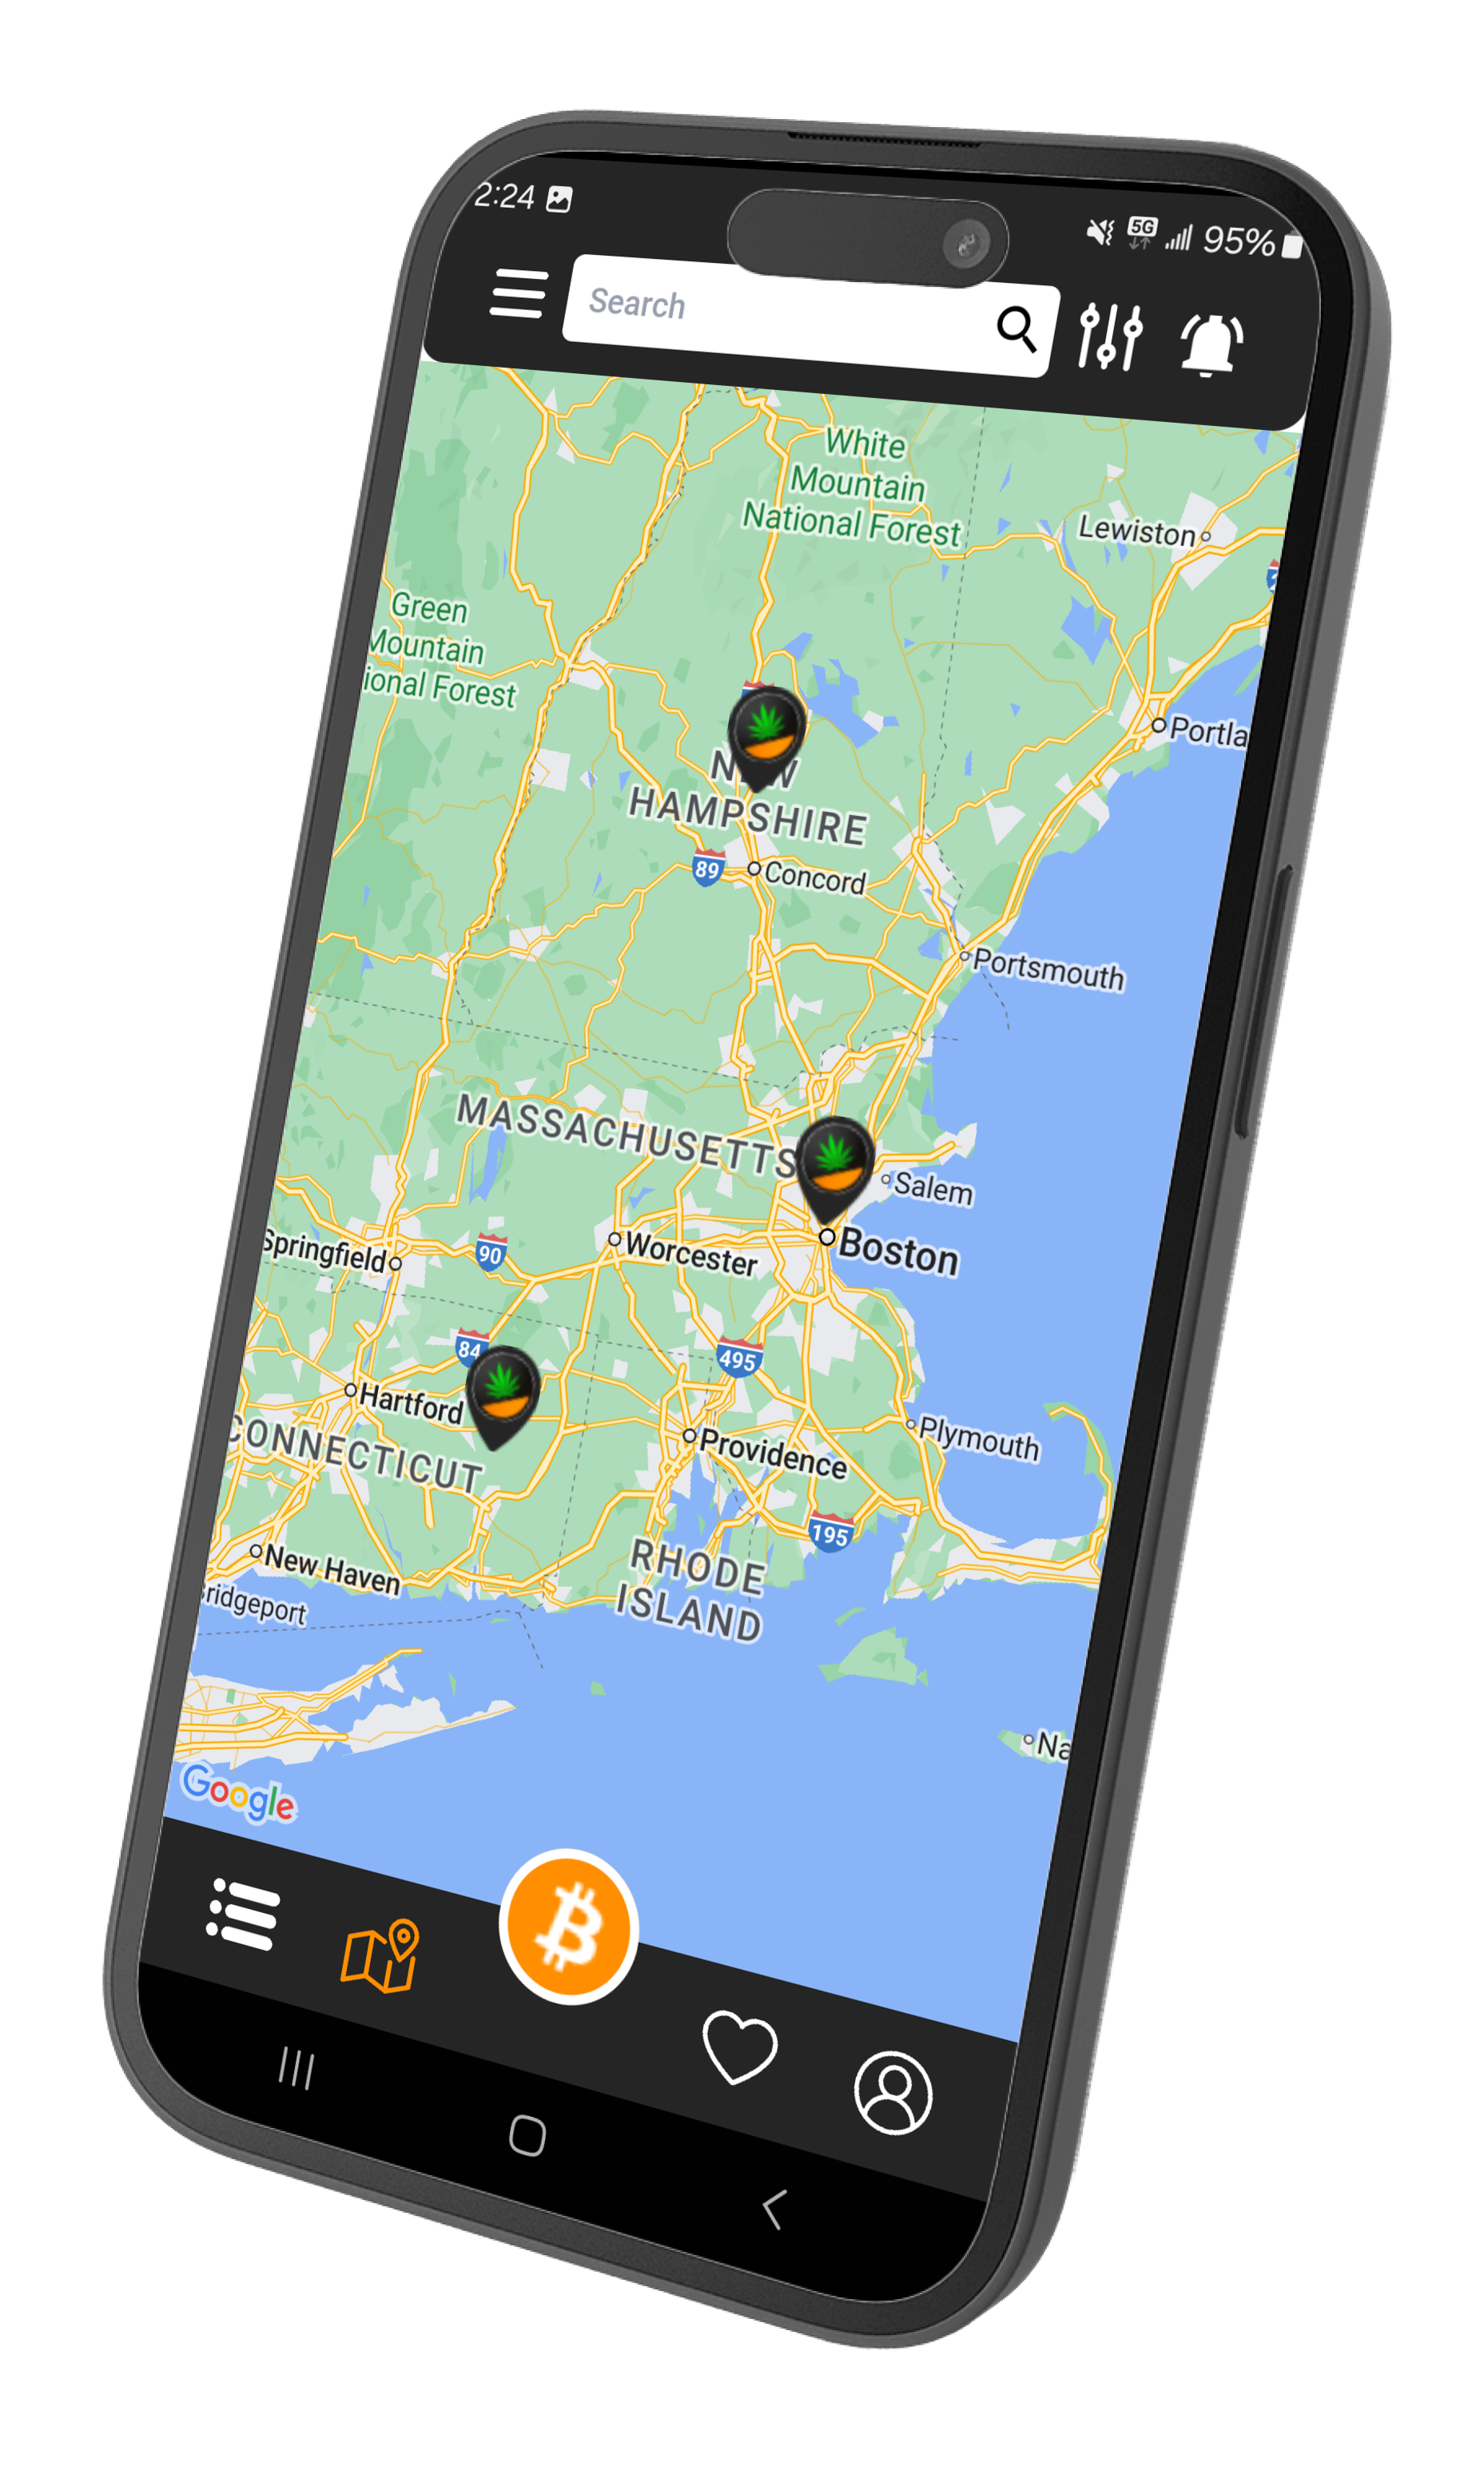 2:24
5G
95%
Search
White
Mountain
National Forest
Lewiston
Green
Mountain
ional Forest
Portla
NEW
HAMPSHIRE
89
Concord
Portsmouth
MASSACHUSETTS
Salem
Springfield
90
Worcester
Boston
84
495
Hartford
CONNECTICUT
Providence
Plymouth
195
New Haven
RHODE
ISLAND
ridgeport
Na
Google